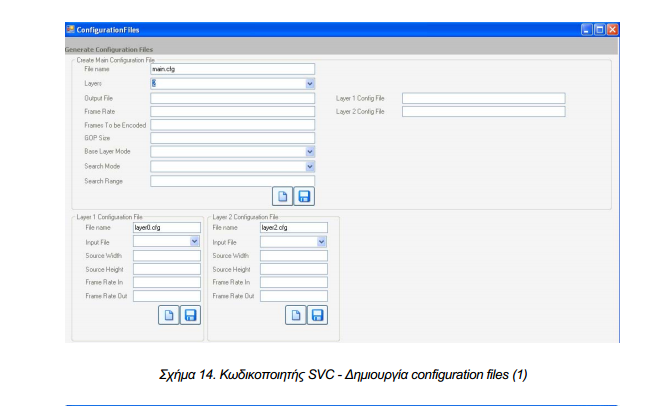 ConfigurationFiles
Generate Configuration Files
Create Main Configuration File
File name main.cfg
Layers 2
Output File Layer 1 Config File
Frame Rate Layer 2 Config File
Frames To be Encoded
GOP Size
Base Layer Mode
Search Mode
Search Range
Layer 1 Configuration File
File name layer0.cfg
Input File
Source Width
Source Height
Frame Rate In
Frame Rate Out
Layer 2 Configuration File
File name layer2.cfg
Input File
Source Width
Source Height
Frame Rate In
Frame Rate Out
Σχήμα 14. Κωδικοποιητής SVC - Δημιουργία configuration files (1)